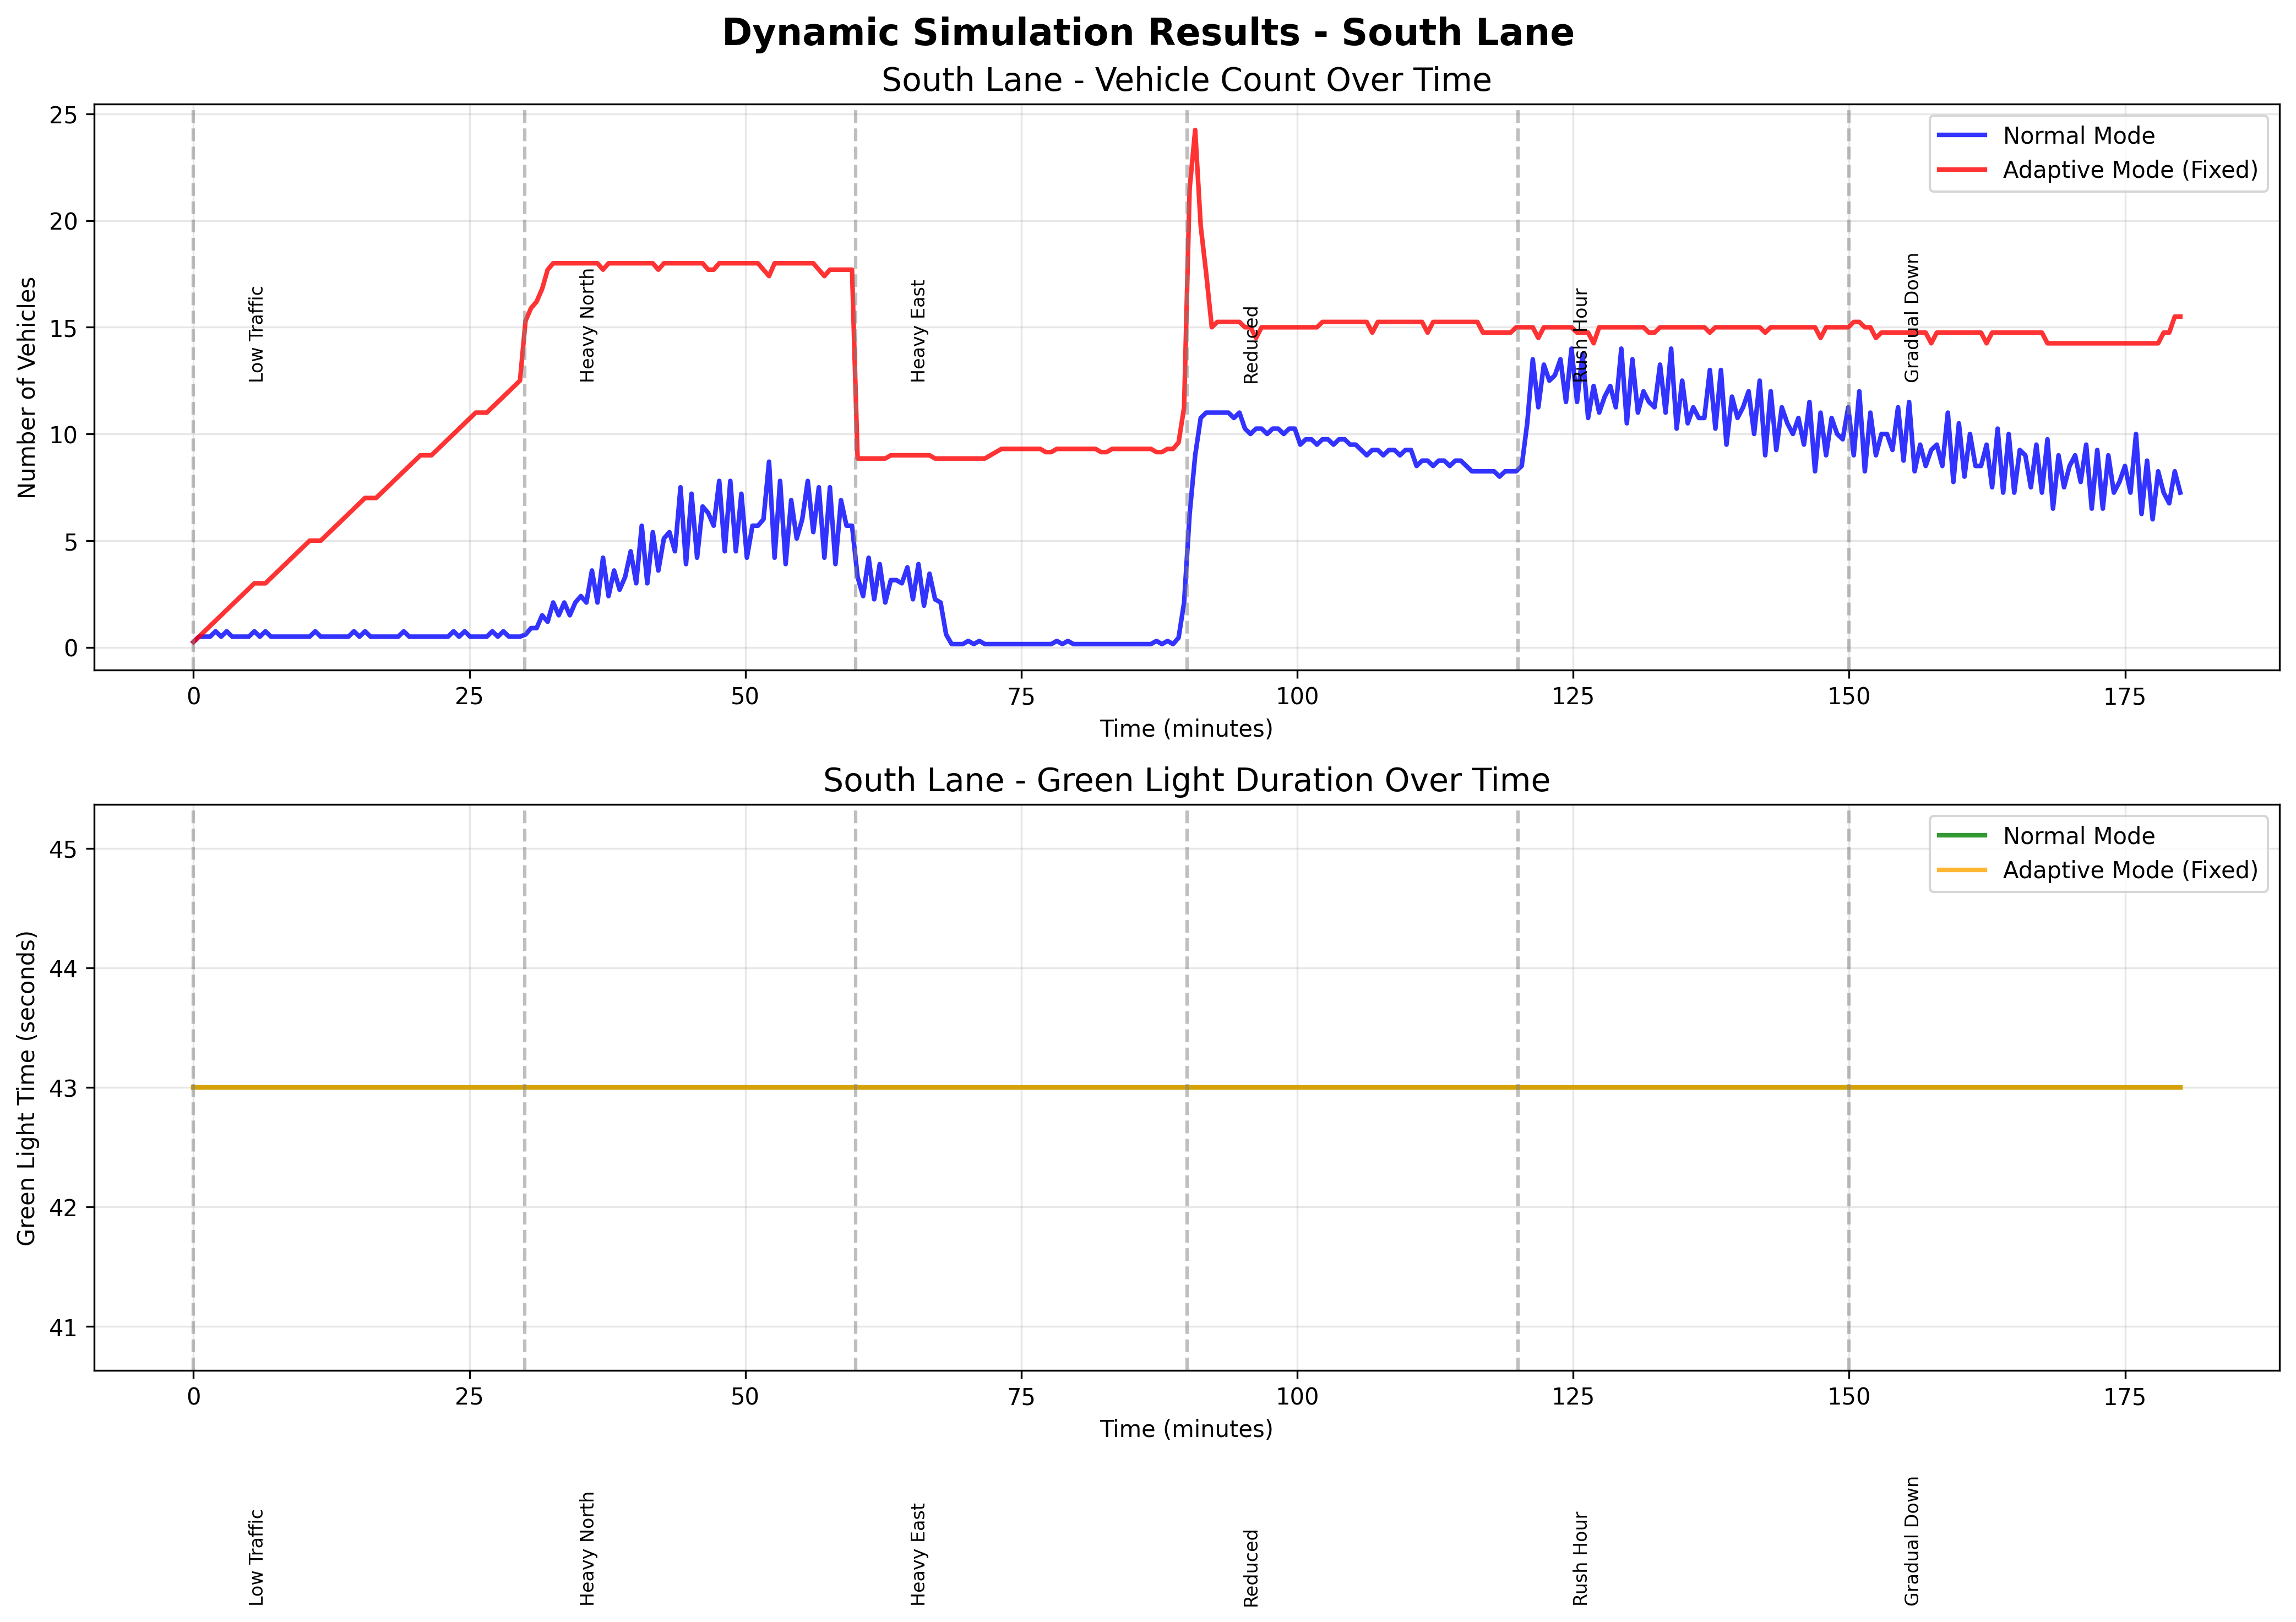 Dynamic Simulation Results - South Lane
South Lane - Vehicle Count Over Time
Number of Vehicles
25
20
15
10
5
0
Normal Mode
Adaptive Mode (Fixed)
Low Traffic
Heavy North
Heavy East
Reduced
Rush Hour
Gradual Down
0
25
50
75
100
125
150
175
Time (minutes)
South Lane - Green Light Duration Over Time
Green Light Time (seconds)
45
44
43
42
41
Normal Mode
Adaptive Mode (Fixed)
0
25
50
75
100
125
150
175
Time (minutes)
Low Traffic
Heavy North
Heavy East
Reduced
Rush Hour
Gradual Down